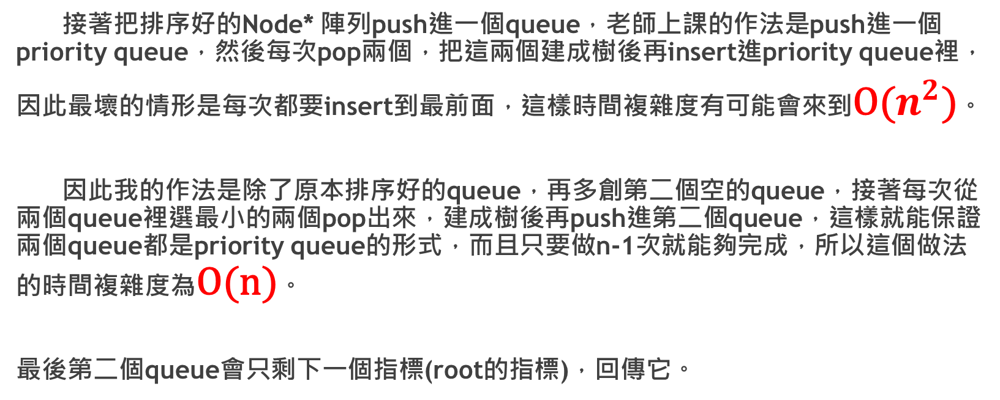 接著把排序好的Node* 陣列push進一個queue，老師上課的作法是push進一個
priority queue，然後每次pop兩個，把這兩個建成樹後再insert進priority queue裡，
因此最壞的情形是每次都要insert到最前面，這樣時間複雜度有可能會來到O(n²)。
因此我的作法是除了原本排序好的queue，再多創第二個空的queue，接著每次從
兩個queue裡選最小的兩個pop出來，建成樹後再push進第二個queue，這樣就能保證
兩個queue都是priority queue的形式，而且只要做n-1次就能夠完成，所以這個做法
的時間複雜度為O(n)。
最後第二個queue會只剩下一個指標(root的指標)，回傳它。